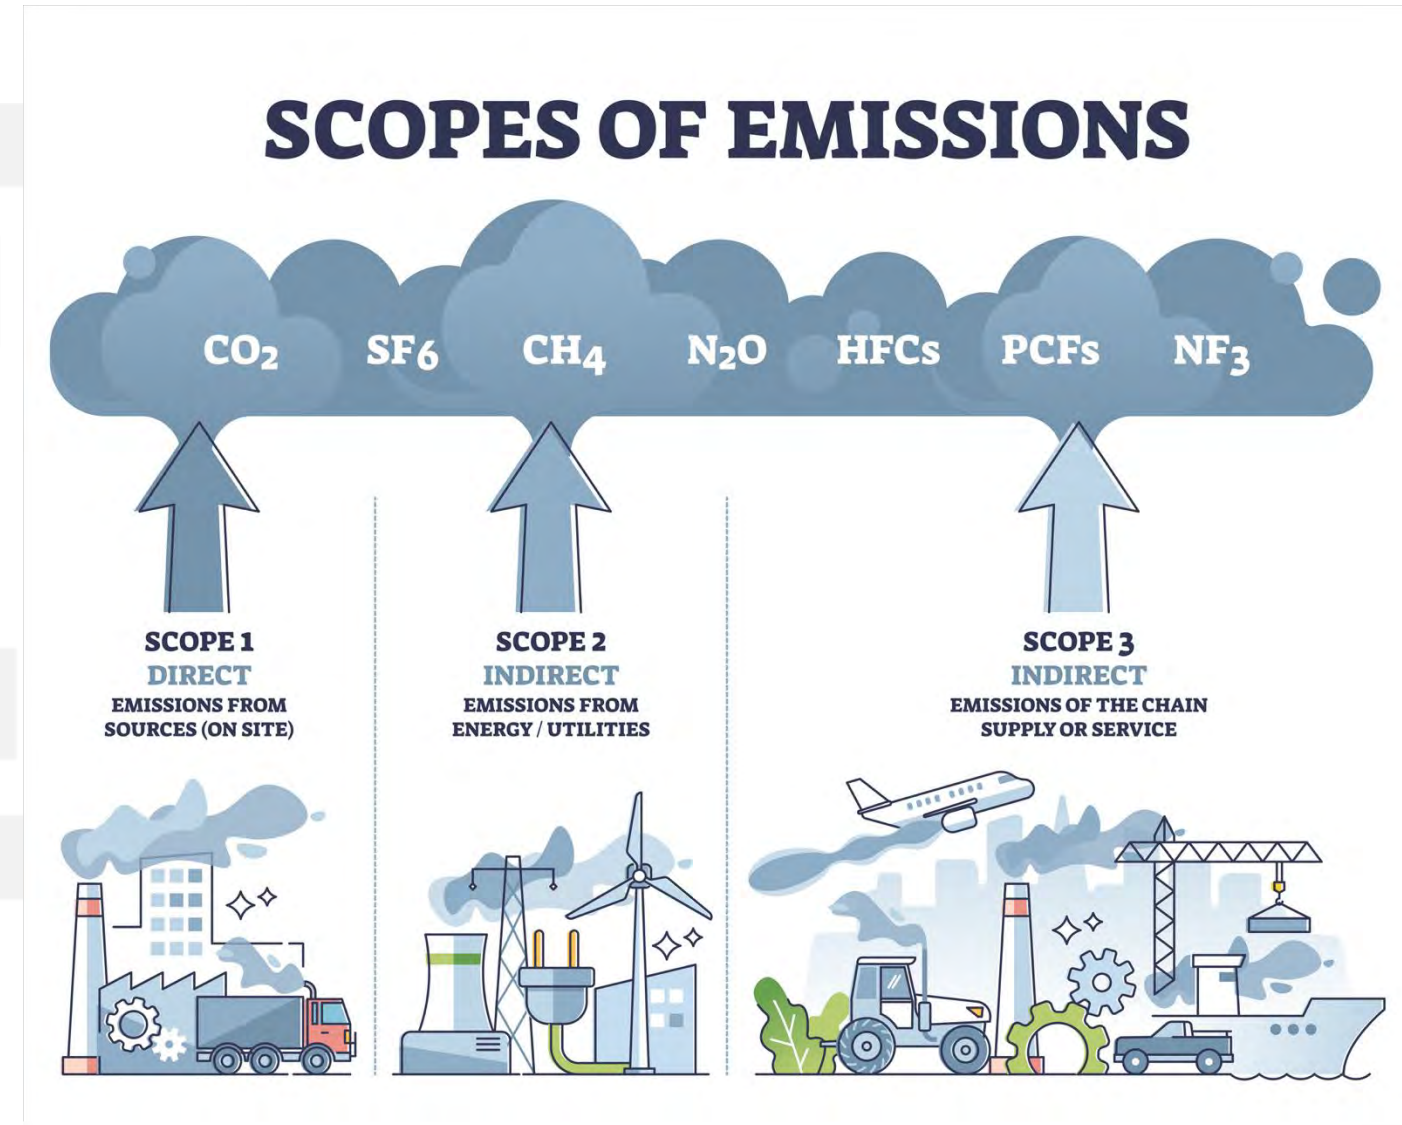 SCOPES OF EMISSIONS
CO2 SF6 CH4 N2O HFCs PCFs NF3
SCOPE 1
DIRECT
EMISSIONS FROM
SOURCES (ON SITE)
SCOPE 2
INDIRECT
EMISSIONS FROM
ENERGY / UTILITIES
SCOPE 3
INDIRECT
EMISSIONS OF THE CHAIN
SUPPLY OR SERVICE